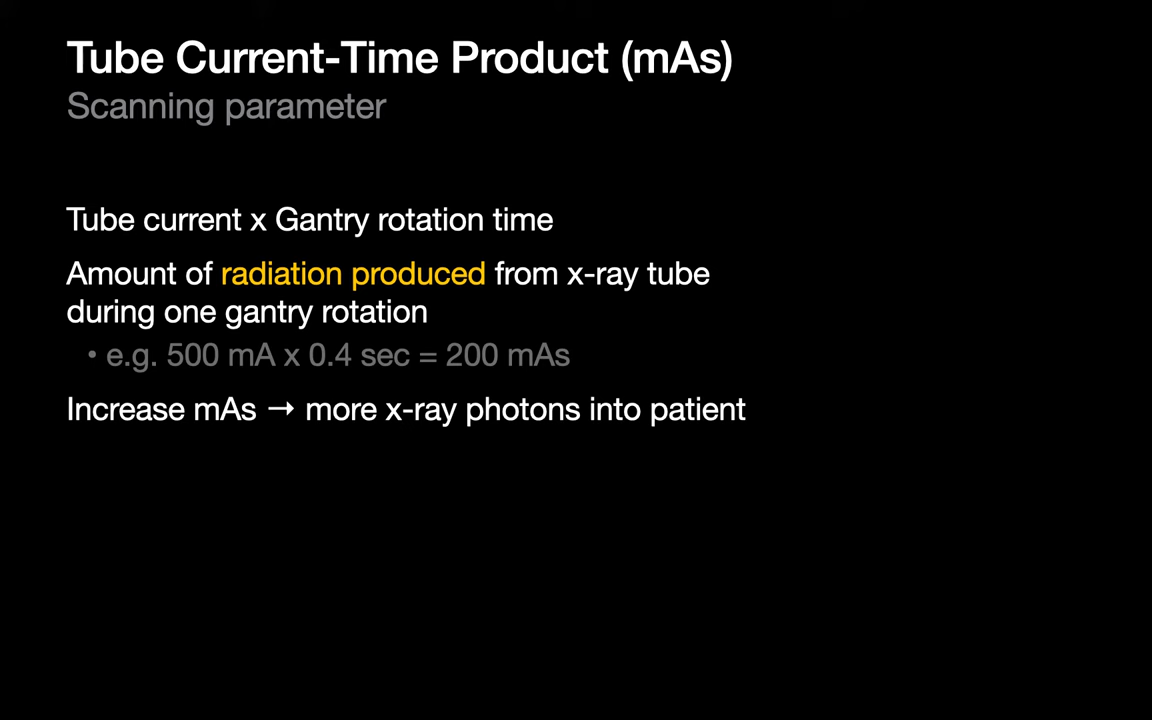 Tube Current-Time Product (mAs)
Scanning parameter
Tube current x Gantry rotation time
Amount of radiation produced from x-ray tube
during one gantry rotation
• e.g. 500 mA x 0.4 sec = 200 mAs
Increase mAs → more x-ray photons into patient